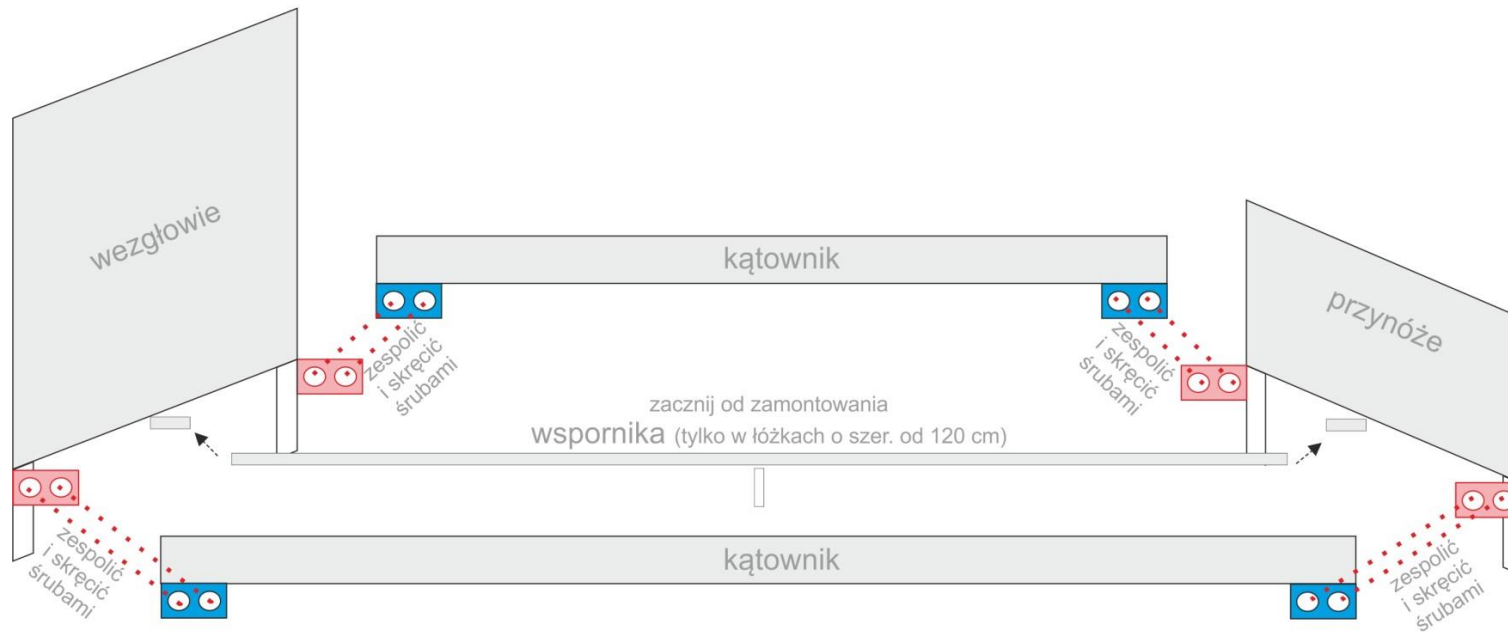 wezgłowie
kątownik
przynóże
zespolić
i skręcić
śrubami
zespolić
i skręcić
śrubami
zacznij od zamontowania
wspornika (tylko w łóżkach o szer. od 120 cm)
kątownik
zespolić
i skręcić
śrubami
zespolić
i skręcić
śrubami